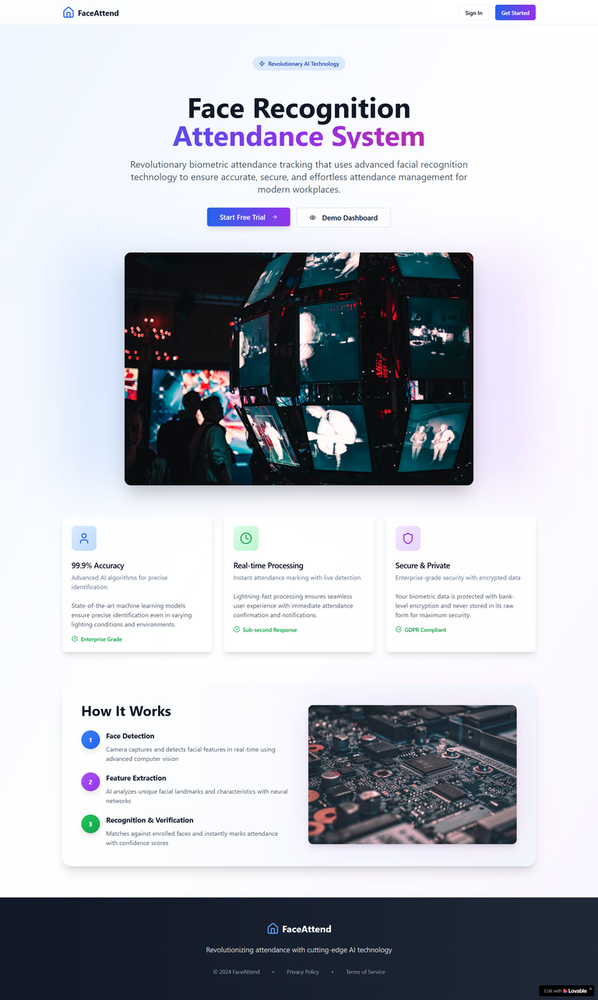 FaceAttend
Sign In
Get Started
Revolutionary AI Technology
Face Recognition
Attendance System
Revolutionary biometric attendance tracking that uses advanced facial recognition
technology to ensure accurate, secure, and effortless attendance management for
modern workplaces.
Start Free Trial
Demo Dashboard
99.9% Accuracy
Advanced AI algorithms for precise
identification
State-of-the-art machine learning models
ensure precise identification even in varying
lighting conditions and environments.
Enterprise Grade
Real-time Processing
Instant attendance marking with live detection
Lightning-fast processing ensures seamless
user experience with immediate attendance
confirmation and notifications.
Sub-second Response
Secure & Private
Enterprise-grade security with encrypted data
Your biometric data is protected with bank-
level encryption and never stored in its raw
form for maximum security.
GDPR Compliant
How It Works
1
Face Detection
Camera captures and detects facial features in real-time using
advanced computer vision
2
Feature Extraction
AI analyzes unique facial landmarks and characteristics with neural
networks
3
Recognition & Verification
Matches against enrolled faces and instantly marks attendance
with confidence scores
FaceAttend
Revolutionizing attendance with cutting-edge AI technology
© 2024 FaceAttend • Privacy Policy • Terms of Service
Edit with Lovable